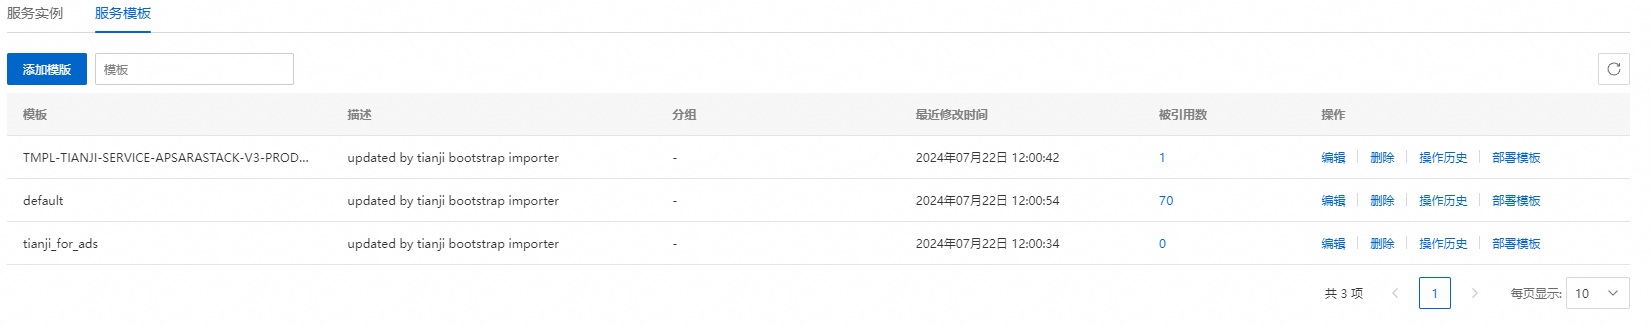 服务实例 服务模板
添加模版 模板
模板 描述 分组 最近修改时间 被引用数 操作
TMPL-TIANJI-SERVICE-APSARASTACK-V3-PROD... updated by tianji bootstrap importer - 2024年07月22日 12:00:42 1 编辑 删除 操作历史 部署模板
default updated by tianji bootstrap importer - 2024年07月22日 12:00:54 70 编辑 删除 操作历史 部署模板
tianji_for_ads updated by tianji bootstrap importer - 2024年07月22日 12:00:34 0 编辑 删除 操作历史 部署模板
共 3 项 1 每页显示: 10